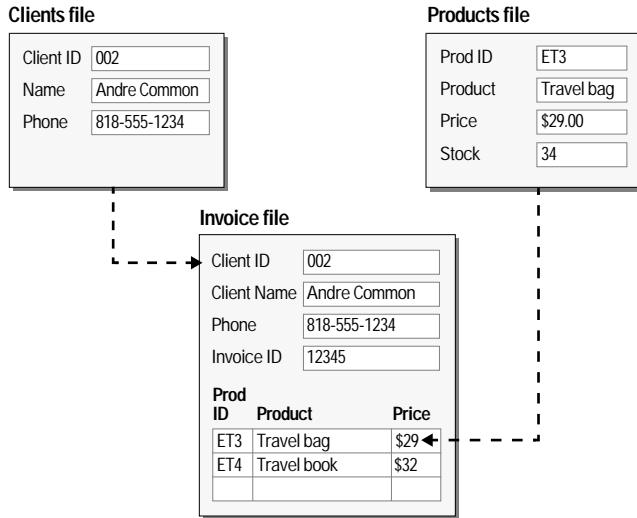 Clients file
Client ID 002
Name Andre Common
Phone 818-555-1234
Products file
Prod ID ET3
Product Travel bag
Price $29.00
Stock 34
Invoice file
Client ID 002
Client Name Andre Common
Phone 818-555-1234
Invoice ID 12345
Prod
ID Product Price
ET3 Travel bag $29
ET4 Travel book $32